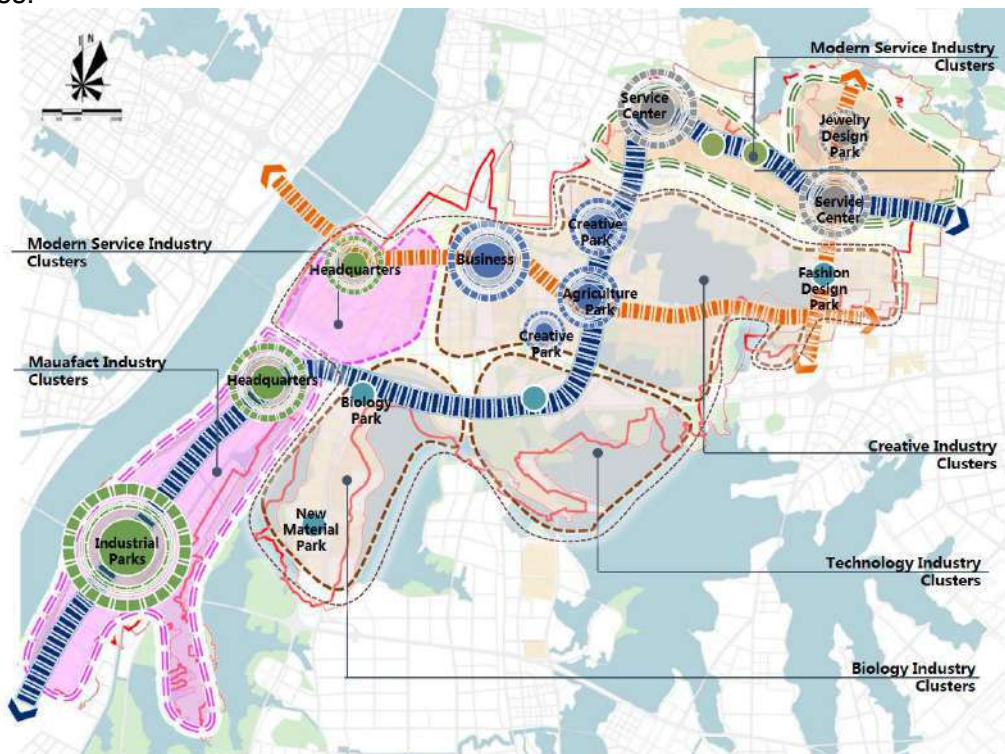 N
Modern Service Industry
Clusters
Service
Center
Jewelry
Design
Park
Service
Center
Creative
Park
Modern Service Industry
Clusters
Headquarters
Business
Agriculture
Park
Fashion
Design
Park
Creative
Park
Mauafact Industry
Clusters
Headquarters
Biology
Park
Creative Industry
Clusters
New
Material
Park
Industrial
Parks
Technology Industry
Clusters
Biology Industry
Clusters